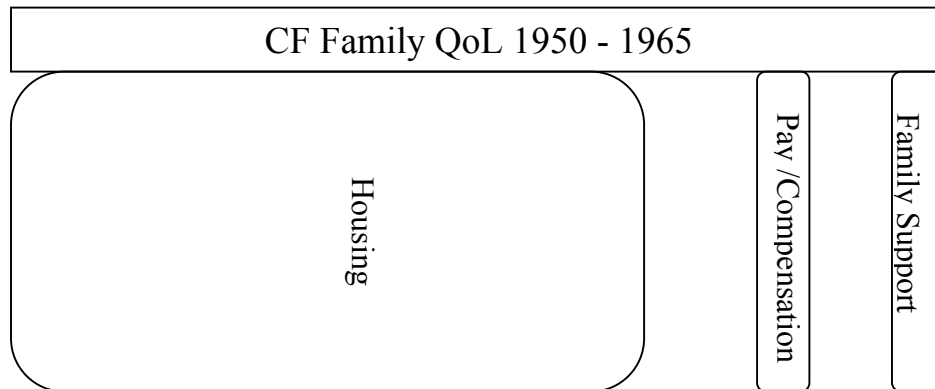 CF Family QoL 1950 - 1965
Housing
Pay /Compensation
Family Support